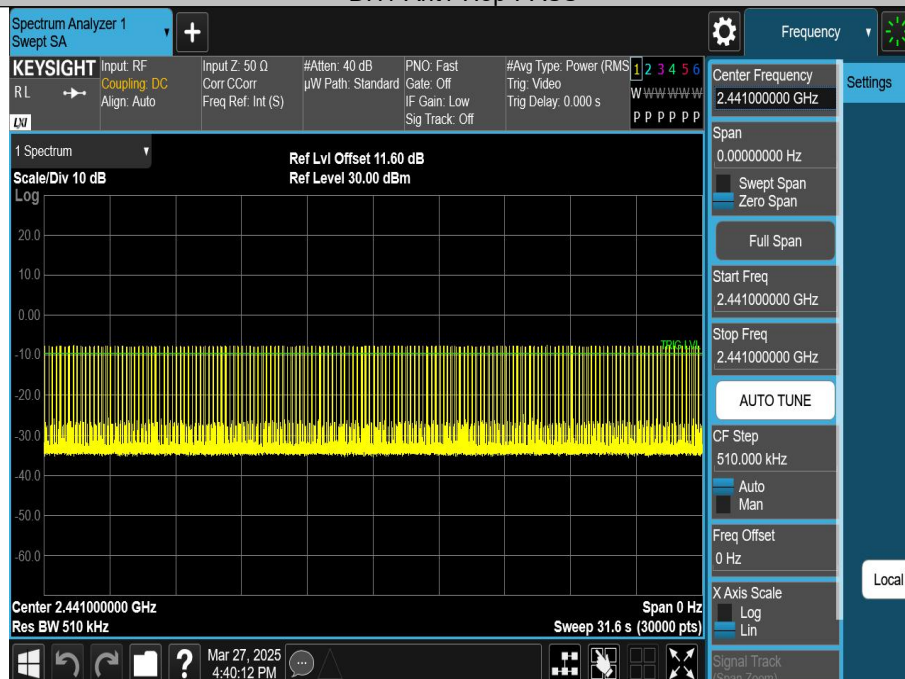 Spectrum Analyzer 1
Swept SA
Frequency
KEYSIGHT
RL
LXI
Input: RF
Coupling: DC
Align: Auto
Input Z: 50 Ω
Corr CCorr
Freq Ref: Int (S)
#Atten: 40 dB
µW Path: Standard
PNO: Fast
Gate: Off
IF Gain: Low
Sig Track: Off
#Avg Type: Power (RMS
Trig: Video
Trig Delay: 0.000 s
1 2 3 4 5 6
W W W W W W
P P P P P P
1 Spectrum
Scale/Div 10 dB
Ref Lvl Offset 11.60 dB
Ref Level 30.00 dBm
Log
20.0
10.0
0.00
-10.0
-20.0
-30.0
-40.0
-50.0
-60.0
TRIG LVL
Center 2.441000000 GHz
Res BW 510 kHz
Span 0 Hz
Sweep 31.6 s (30000 pts)
Center Frequency
2.441000000 GHz
Settings
Span
0.00000000 Hz
Swept Span
Zero Span
Full Span
Start Freq
2.441000000 GHz
Stop Freq
2.441000000 GHz
AUTO TUNE
CF Step
510.000 kHz
Auto
Man
Freq Offset
0 Hz
Local
X Axis Scale
Log
Lin
Signal Track
(Span Zoom)
Mar 27, 2025
4:40:12 PM